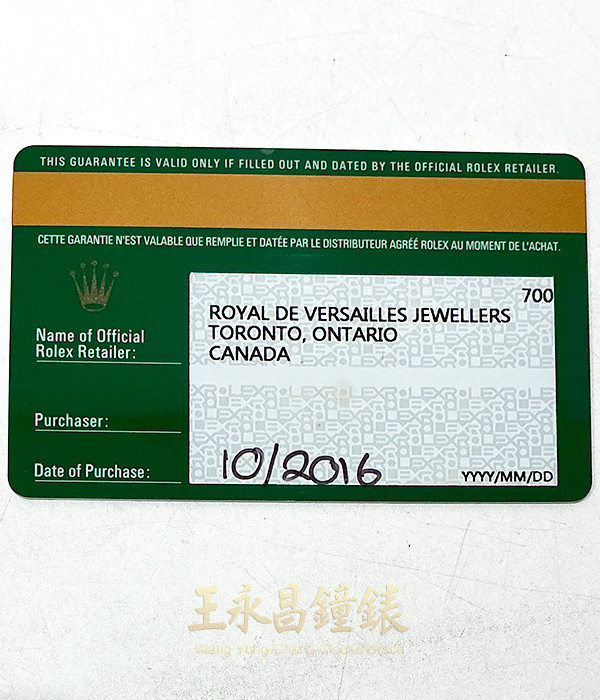 THIS GUARANTEE IS VALID ONLY IF FILLED OUT AND DATED BY THE OFFICIAL ROLEX RETAILER.
CETTE GARANTIE N'EST VALABLE QUE REMPLIE ET DATÉE PAR LE DISTRIBUTEUR AGRÉÉ ROLEX AU MOMENT DE L'ACHAT.
700
ROYAL DE VERSAILLES JEWELLERS
TORONTO, ONTARIO
CANADA
Name of Official
Rolex Retailer:
Purchaser:
Date of Purchase:
10/2016
YYYY/MM/DD
王永昌鐘錶